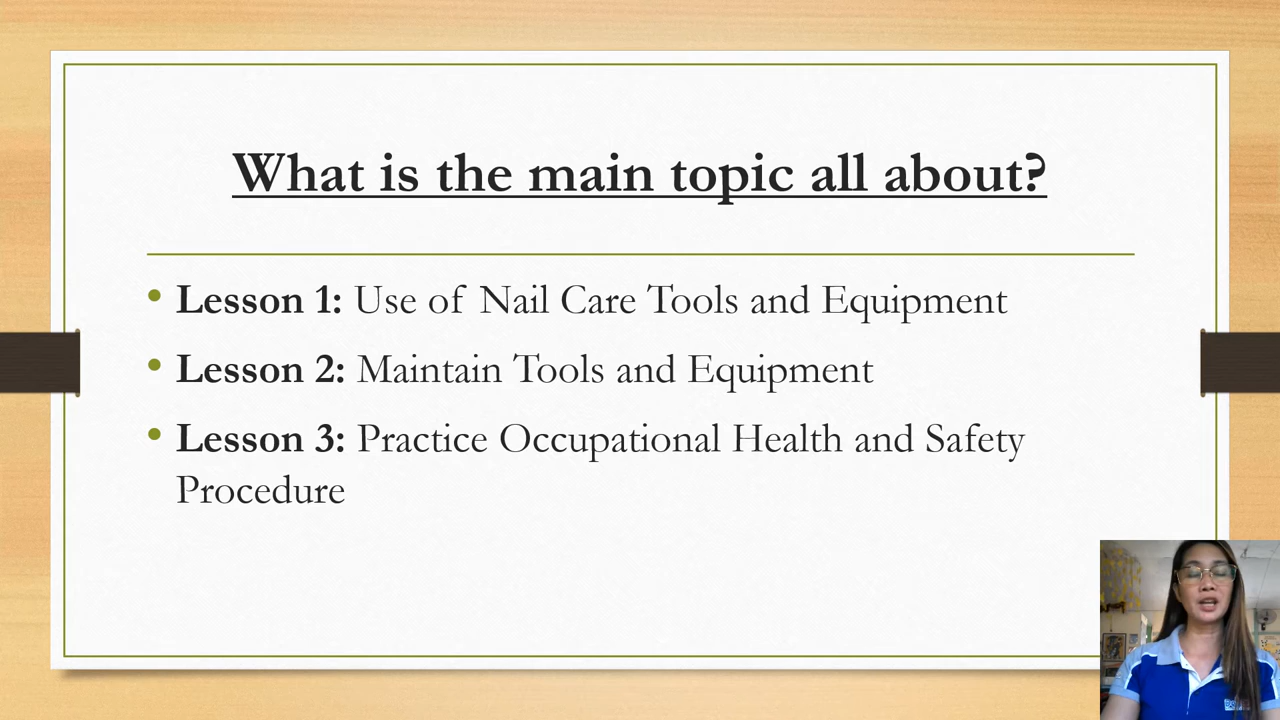 What is the main topic all about?
Lesson 1: Use of Nail Care Tools and Equipment
Lesson 2: Maintain Tools and Equipment
Lesson 3: Practice Occupational Health and Safety
Procedure